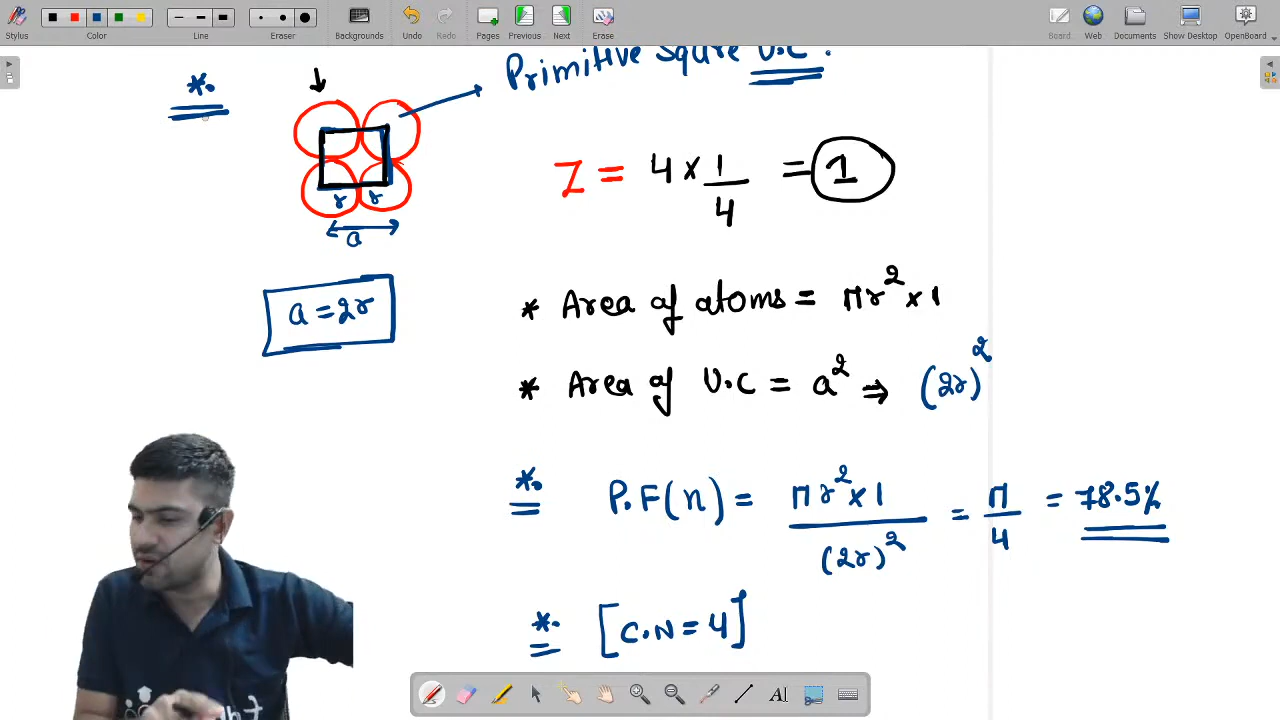 Stylus Color Line Eraser Backgrounds Undo Redo Pages Previous Next Erase Board Web Documents Show Desktop OpenBoard
*.
Primitive Squre U.C.
Z = 4 × 1/4 = 1
r r
a
a = 2r
* Area of atoms = πr² × 1
* Area of U.C = a² ⇒ (2r)²
*. P.F(n) = πr² × 1/(2r)² = π/4 = 78.5%
*. [C.N = 4]
AI